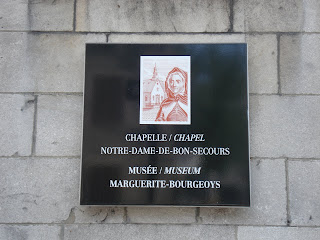 CHAPELLE / CHAPEL
NOTRE-DAME-DE-BON-SECOURS
MUSÉE / MUSEUM
MARGUERITE-BOURGEOYS